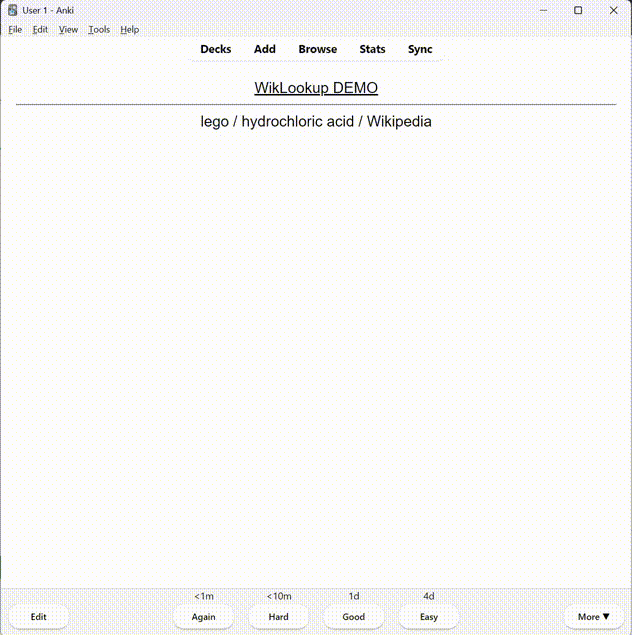 User 1 - Anki
File Edit View Tools Help
Decks Add Browse Stats Sync
WikLookup DEMO
lego / hydrochloric acid / Wikipedia
<1m <10m 1d 4d
Edit Again Hard Good Easy More ▼